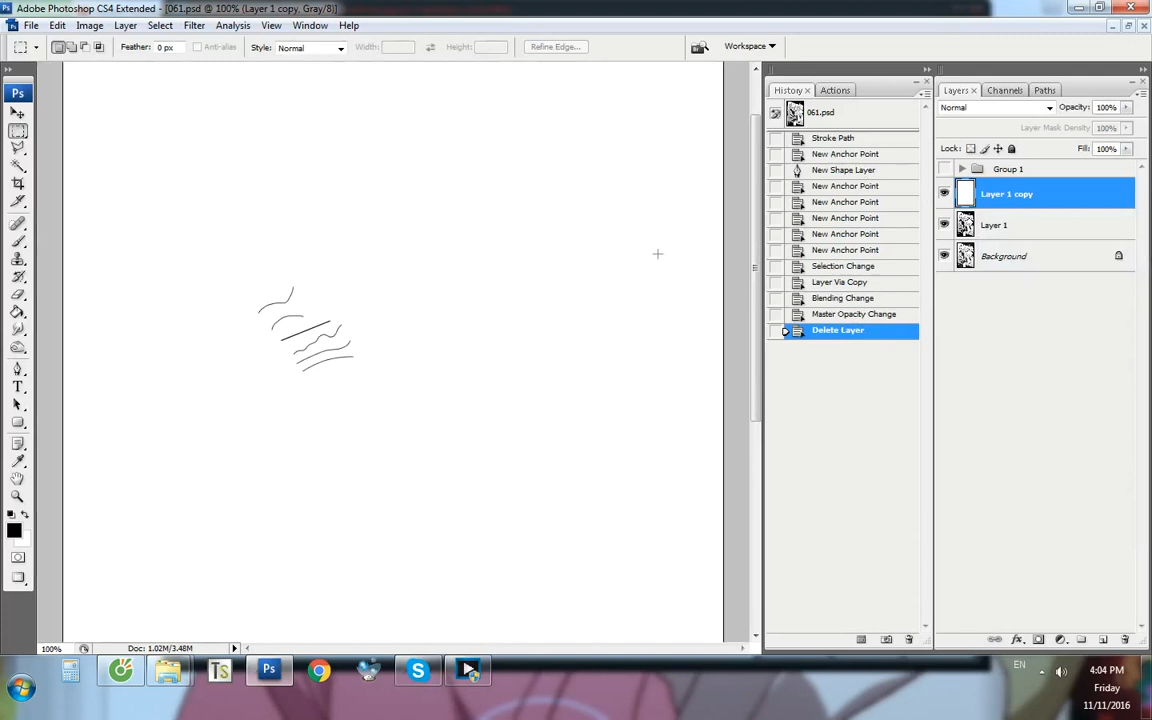 Adobe Photoshop CS4 Extended - [061.psd @ 100% (Layer 1 copy, Gray/8)]
Ps File Edit Image Layer Select Filter Analysis View Window Help
Feather: 0 px Anti-alias Style: Normal Width: Height: Refine Edge... Workspace
Ps
T
History Actions
061.psd
Stroke Path
New Anchor Point
New Shape Layer
New Anchor Point
New Anchor Point
New Anchor Point
New Anchor Point
New Anchor Point
Selection Change
Layer Via Copy
Blending Change
Master Opacity Change
Delete Layer
Layers Channels Paths
Normal Opacity: 100%
Layer Mask Density: 100%
Lock: Fill: 100%
Group 1
Layer 1 copy
Layer 1
Background
fx
100% Doc: 1.02M/3.48M
TS Ps S
EN
4:04 PM
Friday
11/11/2016